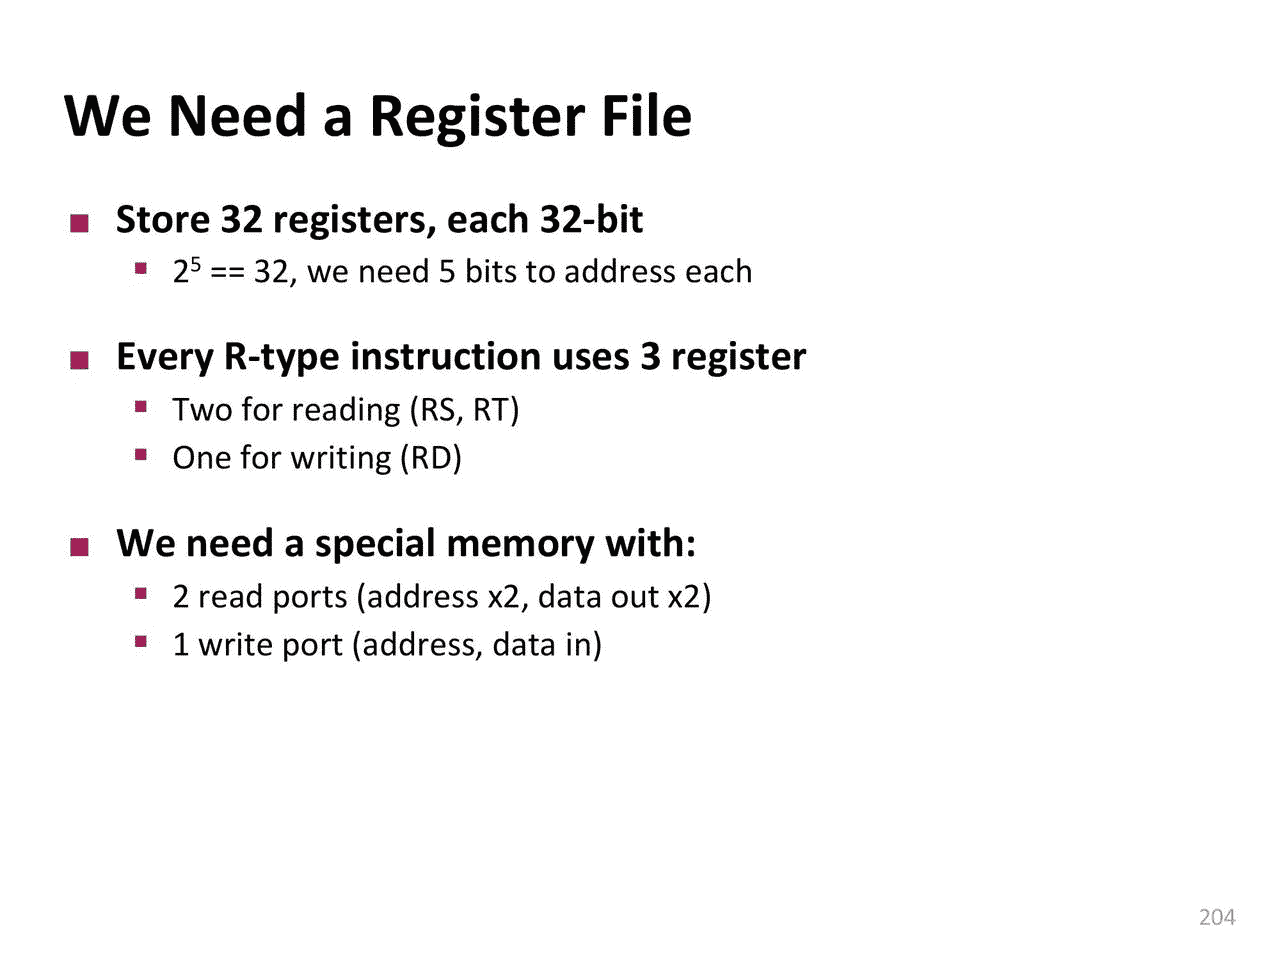 We Need a Register File
Store 32 registers, each 32-bit
2⁵ == 32, we need 5 bits to address each
Every R-type instruction uses 3 register
Two for reading (RS, RT)
One for writing (RD)
We need a special memory with:
2 read ports (address x2, data out x2)
1 write port (address, data in)
204